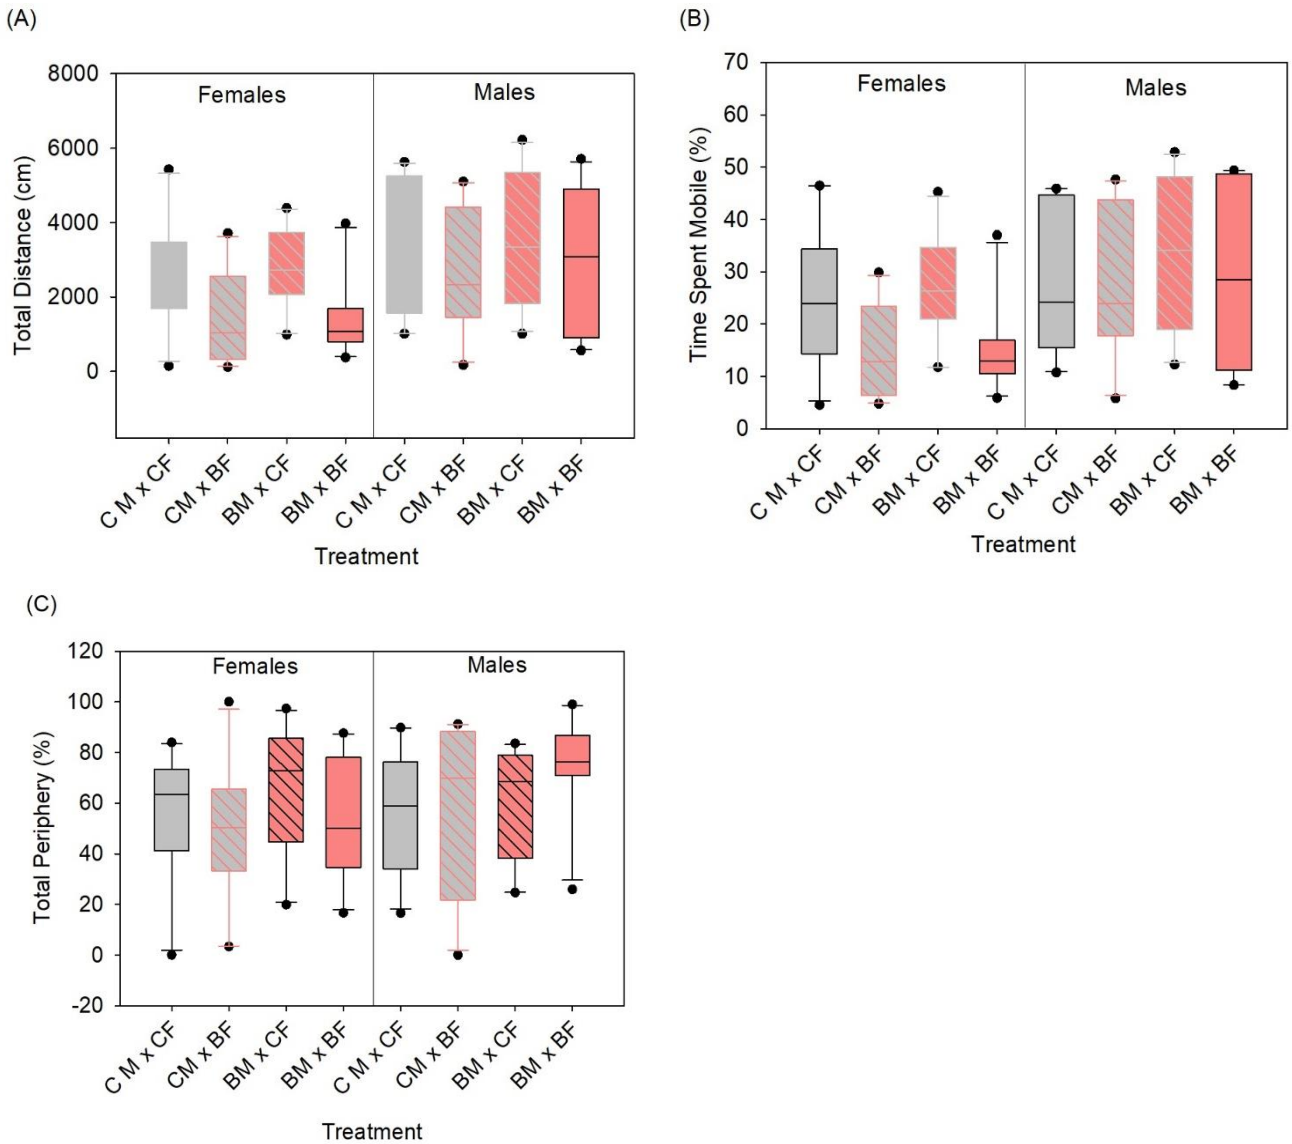 (A)
8000
6000
4000
2000
0
Total Distance (cm)
Females
Males
C M x CF
CM x BF
BM x CF
BM x BF
C M x CF
CM x BF
BM x CF
BM x BF
Treatment
(B)
70
60
50
40
30
20
10
0
Time Spent Mobile (%)
Females
Males
C M x CF
CM x BF
BM x CF
BM x BF
C M x CF
CM x BF
BM x CF
BM x BF
Treatment
(C)
120
100
80
60
40
20
0
-20
Total Periphery (%)
Females
Males
C M x CF
CM x BF
BM x CF
BM x BF
C M x CF
CM x BF
BM x CF
BM x BF
Treatment